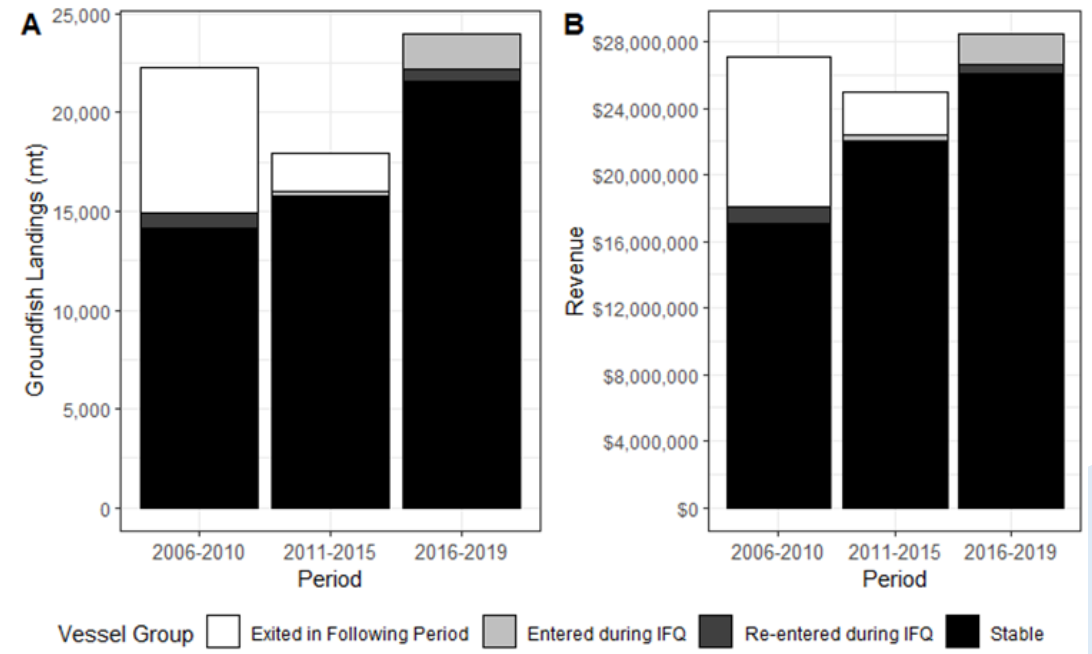 A
25,000
20,000
15,000
10,000
5,000
0
Groundfish Landings (mt)
2006-2010 2011-2015 2016-2019
Period
B
$28,000,000
$24,000,000
$20,000,000
$16,000,000
$12,000,000
$8,000,000
$4,000,000
$0
Revenue
2006-2010 2011-2015 2016-2019
Period
Vessel Group Exited in Following Period Entered during IFQ Re-entered during IFQ Stable